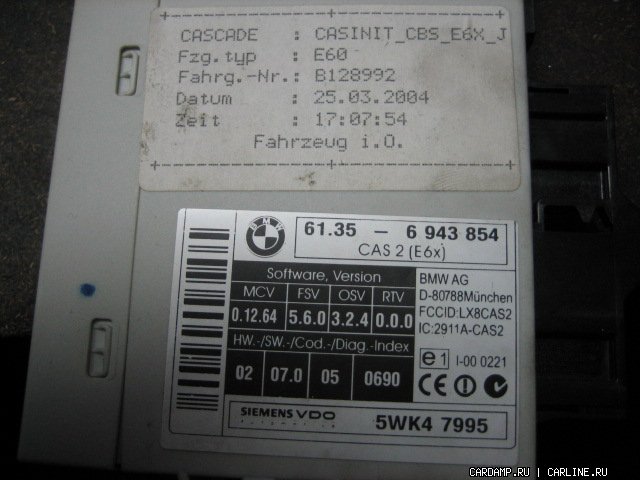 CASCADE : CASINIT_CBS_E6X_J
Fzg.typ : E60
Fahrg.-Nr.: B128992
Datum : 25.03.2004
Zeit : 17:07:54
Fahrzeug i.O.
BMW
61.35 - 6 943 854
CAS 2 (E6x)
Software, Version
MCV FSV OSV RTV
0.12.64 5.6.0 3.2.4 0.0.0
HW.-/SW.-/Cod.-/Diag.-Index
02 07.0 05 0690
BMW AG
D-80788München
FCCID:LX8CAS2
IC:2911A-CAS2
e1 I-00 0221
CE
SIEMENS VDO
Automotive
5WK4 7995
CARDAMP.RU | CARLINE.RU